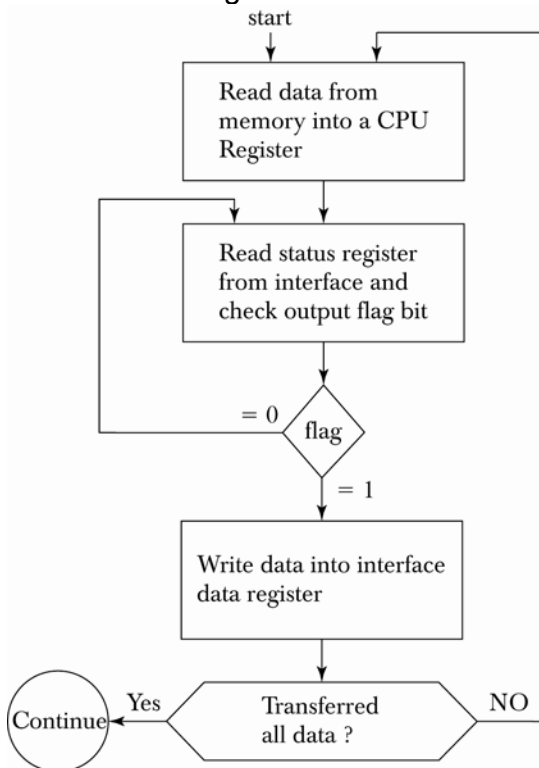 start
Read data from
memory into a CPU
Register
Read status register
from interface and
check output flag bit
= 0
flag
= 1
Write data into interface
data register
Yes
Transferred
all data ?
NO
Continue